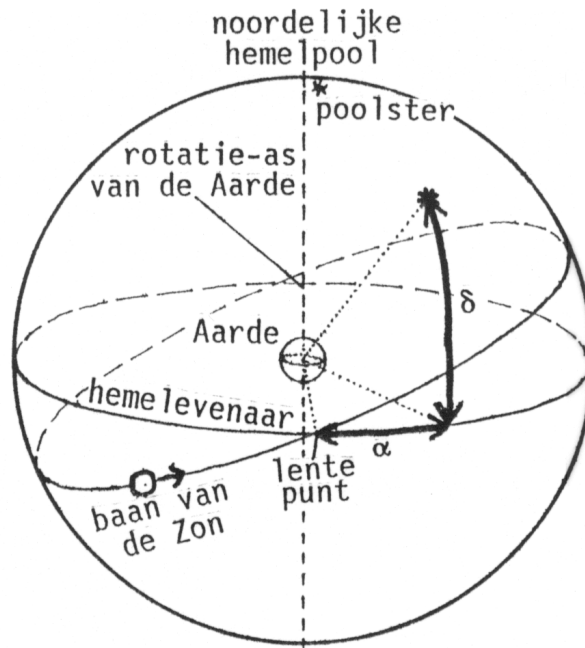 noordelijke
hemelpool
poolster
rotatie-as
van de Aarde
δ
Aarde
hemelevenaar
α
lente
punt
baan van
de Zon